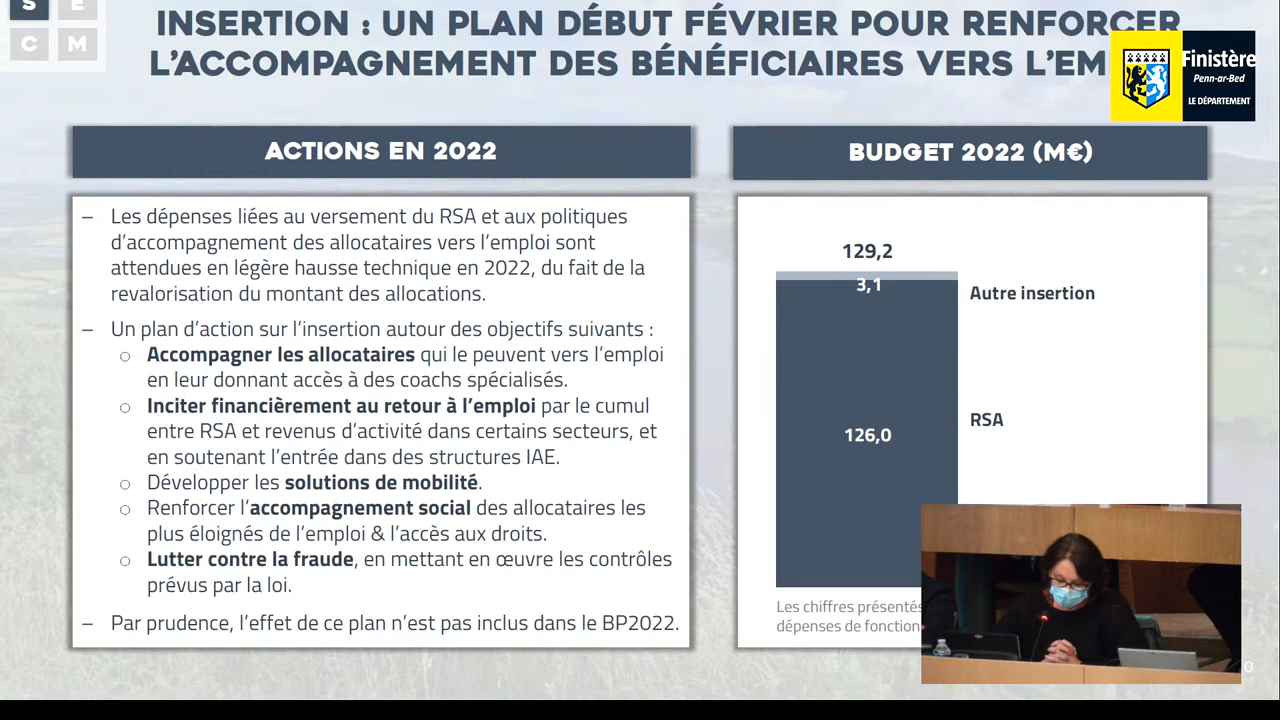 S E
C M
INSERTION : UN PLAN DÉBUT FÉVRIER POUR RENFORCER
L'ACCOMPAGNEMENT DES BÉNÉFICIAIRES VERS L'EM
Finistère
Penn-ar-Bed
LE DÉPARTEMENT
ACTIONS EN 2022
– Les dépenses liées au versement du RSA et aux politiques
d'accompagnement des allocataires vers l'emploi sont
attendues en légère hausse technique en 2022, du fait de la
revalorisation du montant des allocations.
– Un plan d'action sur l'insertion autour des objectifs suivants :
○ Accompagner les allocataires qui le peuvent vers l'emploi
en leur donnant accès à des coachs spécialisés.
○ Inciter financièrement au retour à l'emploi par le cumul
entre RSA et revenus d'activité dans certains secteurs, et
en soutenant l'entrée dans des structures IAE.
○ Développer les solutions de mobilité.
○ Renforcer l'accompagnement social des allocataires les
plus éloignés de l'emploi & l'accès aux droits.
○ Lutter contre la fraude, en mettant en œuvre les contrôles
prévus par la loi.
– Par prudence, l'effet de ce plan n'est pas inclus dans le BP2022.
BUDGET 2022 (M€)
129,2
3,1
Autre insertion
126,0
RSA
Les chiffres présentés
dépenses de fonction
0